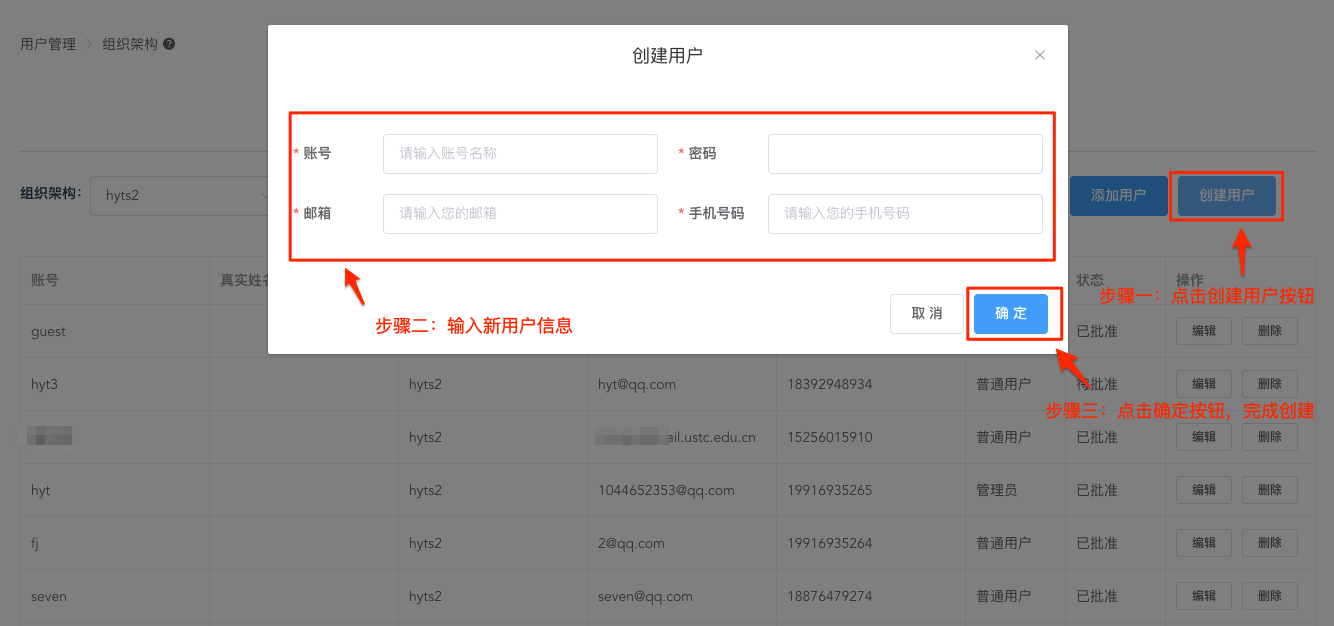 创建用户
用户管理 > 组织架构
* 账号 请输入账号名称 * 密码
组织架构: hyts2 添加用户 创建用户
* 邮箱 请输入您的邮箱 * 手机号码 请输入您的手机号码
账号 真实姓名 状态 操作
步骤一：点击创建用户按钮
取 消 确 定
步骤二：输入新用户信息
guest 已批准 编辑 删除
hyt3 hyts2 hyt@qq.com 18392948934 普通用户 待批准 编辑 删除
步骤三：点击确定按钮，完成创建
hyts2 ail.ustc.edu.cn 15256015910 普通用户 已批准 编辑 删除
hyt hyts2 1044652353@qq.com 19916935265 管理员 已批准 编辑 删除
fj hyts2 2@qq.com 19916935264 普通用户 已批准 编辑 删除
seven hyts2 seven@qq.com 18876479274 普通用户 已批准 编辑 删除